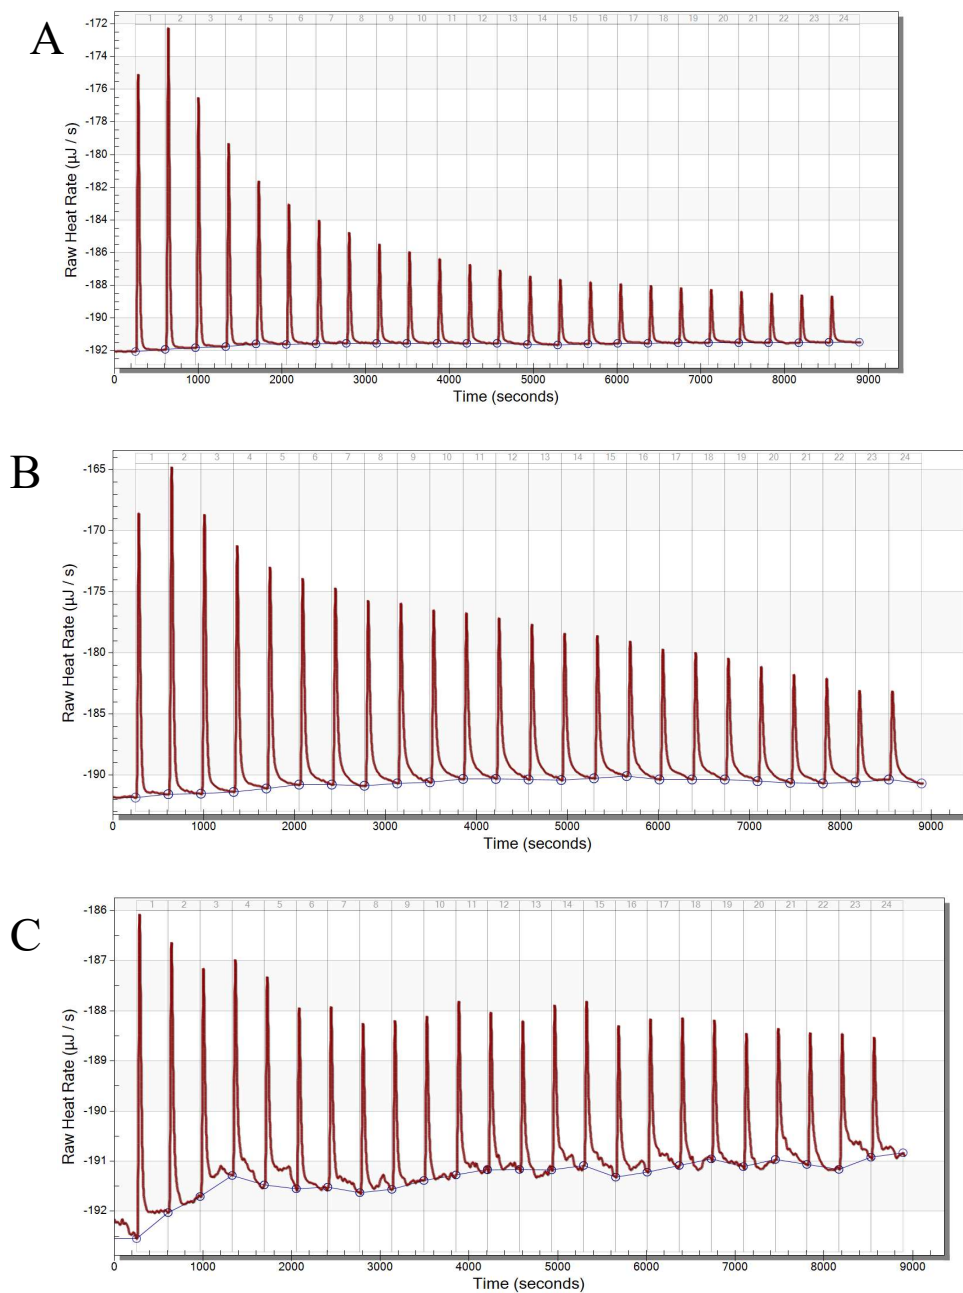 A
1 2 3 4 5 6 7 8 9 10 11 12 13 14 15 16 17 18 19 20 21 22 23 24
Raw Heat Rate (µJ / s)
-172
-174
-176
-178
-180
-182
-184
-186
-188
-190
-192
0 1000 2000 3000 4000 5000 6000 7000 8000 9000
Time (seconds)
B
1 2 3 4 5 6 7 8 9 10 11 12 13 14 15 16 17 18 19 20 21 22 23 24
Raw Heat Rate (µJ / s)
-165
-170
-175
-180
-185
-190
0 1000 2000 3000 4000 5000 6000 7000 8000 9000
Time (seconds)
C
1 2 3 4 5 6 7 8 9 10 11 12 13 14 15 16 17 18 19 20 21 22 23 24
Raw Heat Rate (µJ / s)
-186
-187
-188
-189
-190
-191
-192
0 1000 2000 3000 4000 5000 6000 7000 8000 9000
Time (seconds)